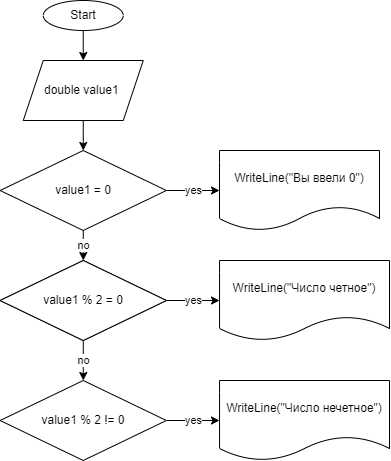 Start
double value1
value1 = 0
yes
WriteLine("Вы ввели 0")
no
value1 % 2 = 0
yes
WriteLine("Число четное")
no
value1 % 2 != 0
yes
WriteLine("Число нечетное")